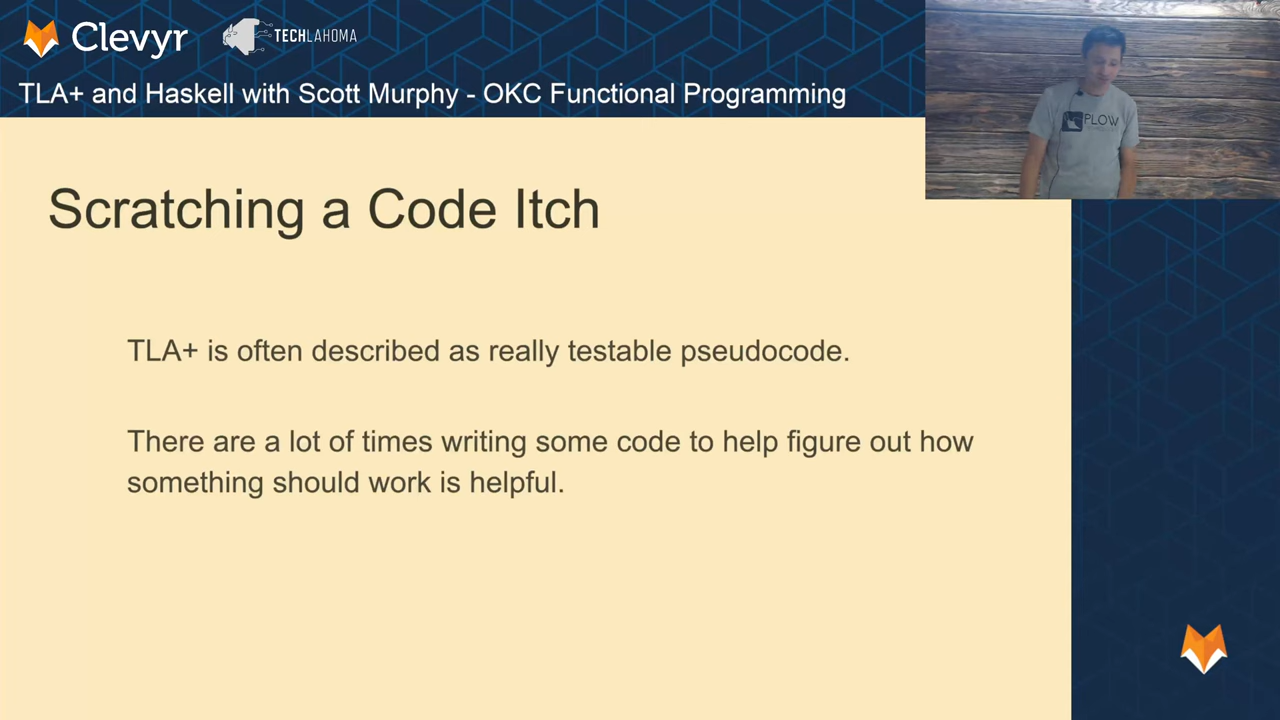 Clevyr
TECHLAHOMA
TLA+ and Haskell with Scott Murphy - OKC Functional Programming
PLOW
Scratching a Code Itch
TLA+ is often described as really testable pseudocode.
There are a lot of times writing some code to help figure out how
something should work is helpful.